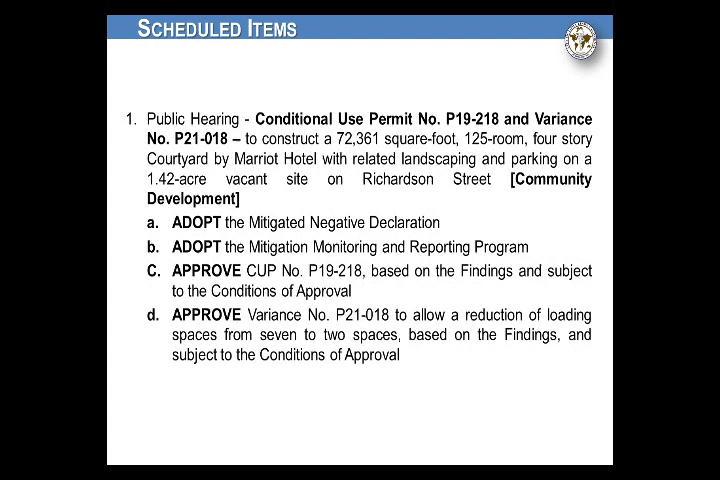 SCHEDULED ITEMS
1. Public Hearing - Conditional Use Permit No. P19-218 and Variance
No. P21-018 – to construct a 72,361 square-foot, 125-room, four story
Courtyard by Marriot Hotel with related landscaping and parking on a
1.42-acre vacant site on Richardson Street [Community
Development]
a. ADOPT the Mitigated Negative Declaration
b. ADOPT the Mitigation Monitoring and Reporting Program
C. APPROVE CUP No. P19-218, based on the Findings and subject
to the Conditions of Approval
d. APPROVE Variance No. P21-018 to allow a reduction of loading
spaces from seven to two spaces, based on the Findings, and
subject to the Conditions of Approval